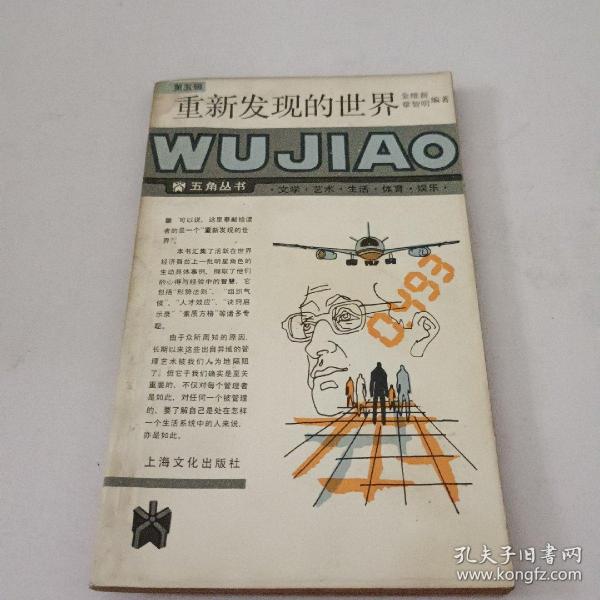 第五辑
重新发现的世界
金维新
章智明
编著
WUJIAO
五角丛书
·文学·艺术·生活·体育·娱乐·
可以说，这里奉献给读
者的是一个“重新发现的世
界”。
本书汇集了活跃在世界
经济舞台上一批明星角色的
生动具体事例，撷取了他们
的心得与经验中的智慧，它
包括“形势法则”、“组织气
候”、“人才效应”、“诀窍启
示录”“素质方格”等诸多专
题。
由于众所周知的原因，
长期以来这些出自异域的管
理艺术被我们人为地隔阻
了。但它于我们确实是至关
重要的，不仅对每个管理者
是如此，对任何一个被管理
的、要了解自己是处在怎样
一个生活系统中的人来说，
亦是如此。
0493
上海文化出版社
孔夫子旧书网
www.kongfz.com